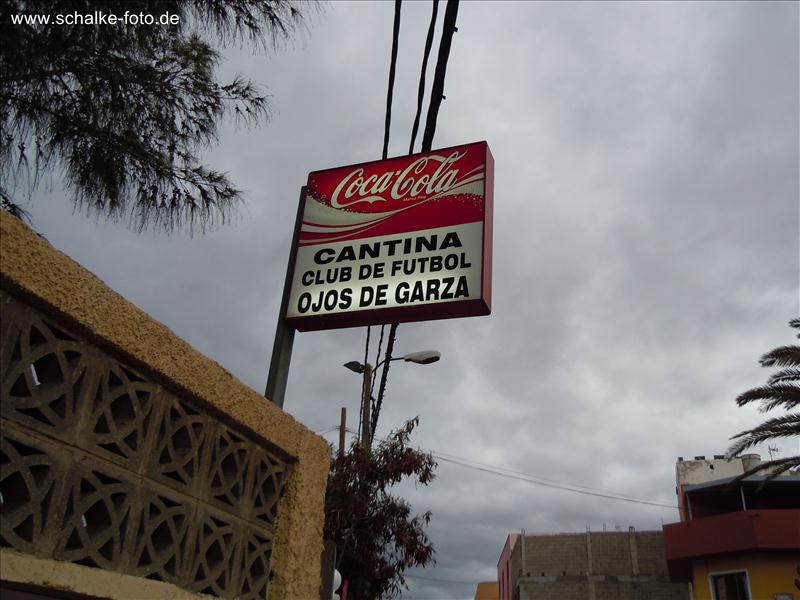 www.schalke-foto.de
Coca-Cola
CANTINA
CLUB DE FUTBOL
OJOS DE GARZA